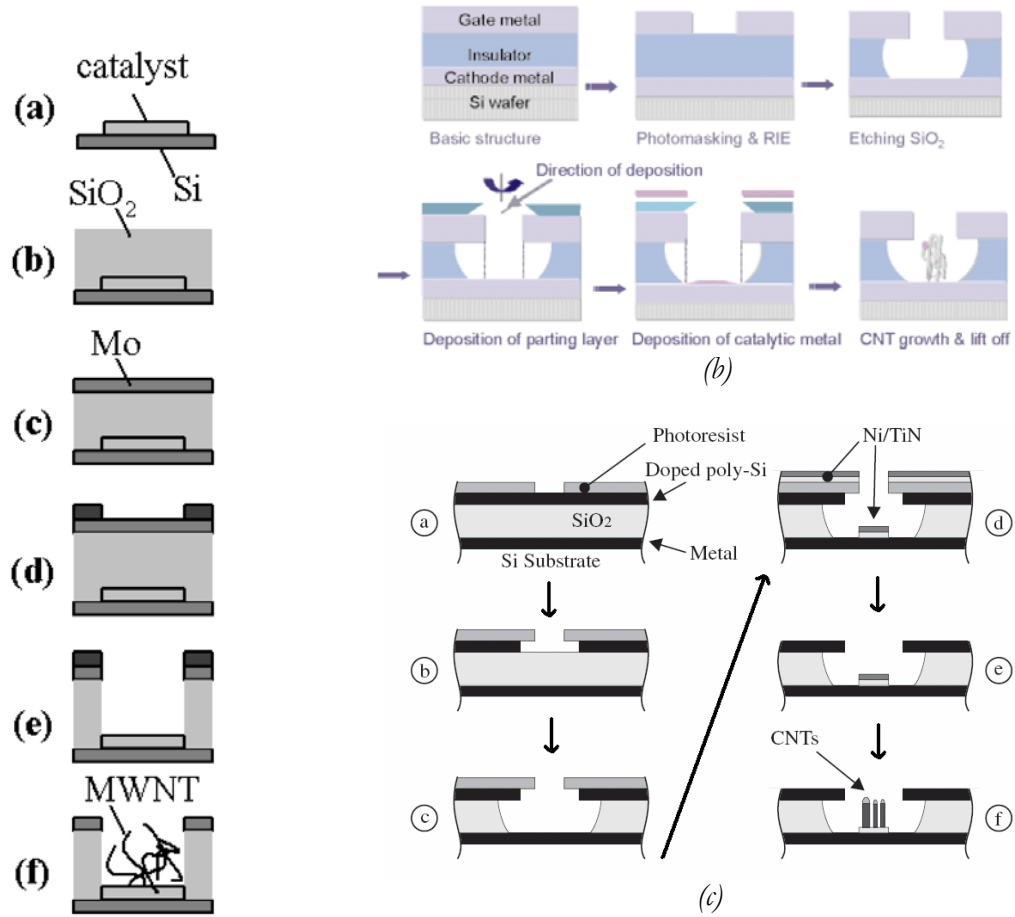 catalyst
(a)
Si
SiO2
(b)
Mo
(c)
(d)
(e)
MWNT
(f)
Gate metal
Insulator
Cathode metal
Si wafer
Basic structure
Photomasking & RIE
Etching SiO2
Direction of deposition
Deposition of parting layer
Deposition of catalytic metal
CNT growth & lift off
(b)
Photoresist
Doped poly-Si
a
SiO2
Metal
Si Substrate
b
c
Ni/TiN
d
e
CNTs
f
(c)